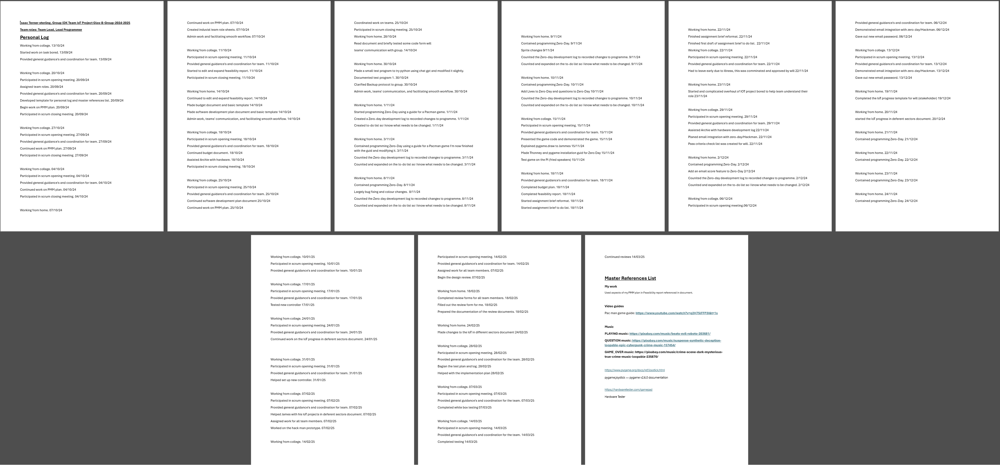 Isaac Terner-sterling, Group IDK Team IoT Project Glos-B-Group-2024-2025
Team roles: Team Lead, Lead Programmer
Personal Log
Working from college. 13/10/24
Started work on task bored. 13/09/24
Provided general guidance's and coordination for team. 13/09/24
Working from college. 20/10/24
Participated in scrum opening meeting. 20/09/24
Assigned team roles. 20/09/24
Provided general guidance's and coordination for team. 20/09/24
Developed template for personal log and master references list. 20/09/24
Begin work on PMM plan. 20/09/24
Participated in scrum closing meeting. 20/09/24
Working from college. 27/10/24
Participated in scrum opening meeting. 27/09/24
Provided general guidance's and coordination for team. 27/09/24
Continued work on PMM plan. 27/09/24
Participated in scrum closing meeting. 27/09/24
Working from college. 04/10/24
Participated in scrum opening meeting. 04/10/24
Provided general guidance's and coordination for team. 04/10/24
Continued work on PMM plan. 04/10/24
Participated in scrum closing meeting. 04/10/24
Working from home. 07/10/24
Continued work on PMM plan. 07/10/24
Created induvial team role sheets. 07/10/24
Admin work and facilitating smooth workflow. 07/10/24
Working from college. 11/10/24
Participated in scrum opening meeting. 11/10/24
Provided general guidance's and coordination for team. 11/10/24
Started to edit and expand feasibility report. 11/10/24
Participated in scrum closing meeting. 11/10/24
Working from home. 14/10/24
Continued to edit and expand feasibility report. 14/10/24
Made budget document and basic template 14/10/24
Made software development plan document and basic template 14/10/24
Admin work, teams' communication, and facilitating smooth workflow. 14/10/24
Working from college. 18/10/24
Participated in scrum opening meeting. 18/10/24
Provided general guidance's and coordination for team. 18/10/24
Continued budget document. 18/10/24
Assisted Archie with hardware. 18/10/24
Participated in scrum closing meeting. 18/10/24
Working from college. 25/10/24
Participated in scrum opening meeting. 25/10/24
Provided general guidance's and coordination for team. 25/10/24
Continued software development plan document 25/10/24
Continued work on PMM plan. 25/10/24
Coordinated work on teams. 25/10/24
Participated in scrum closing meeting. 25/10/24
Working from home. 28/10/24
Read document and briefly tested some code form will
teams' communication with group. 14/10/24
Working from home. 30/10/24
Made a small test program to try python using chat gpt and modified it slightly.
Documented test program 1. 30/10/24
Clarified Backup protocol to group. 30/10/24
Admin work, teams' communication, and facilitating smooth workflow. 30/10/24
Working from home. 1/11/24
Started programming Zero-Day using a guide for a Pacman game. 1/11/24
Created a Zero-day development log to recorded changes to programme. 1/11/24
Created to-do list so I know what needs to be changed. 1/11/24
Working from home. 3/11/24
Contained programming Zero-Day using a guide for a Pacman game I'm now finished
with the guid and modifying it. 3/11/24
Counited the Zero-day development log to recorded changes to programme. 3/11/24
Counited and expanded on the to-do list so I know what needs to be changed. 3/11/24
Working from home. 8/11/24
Contained programming Zero-Day. 8/11/24
Largely bug fixing and colour changes. 8/11/24
Counited the Zero-day development log to recorded changes to programme. 8/11/24
Counited and expanded on the to-do list so I know what needs to be changed. 8/11/24
Working from home. 9/11/24
Contained programming Zero-Day. 9/11/24
Sprite changes 9/11/24
Counited the Zero-day development log to recorded changes to programme. 9/11/24
Counited and expanded on the to-do list so I know what needs to be changed. 9/11/24
Working from home. 10/11/24
Contained programming Zero-Day. 10/11/24
Add Lives to Zero-Day and questions to Zero-Day 10/11/24
Counited the Zero-day development log to recorded changes to programme. 10/11/24
Counited and expanded on the to-do list so I know what needs to be changed. 10/11/24
Working from college. 15/11/24
Participated in scrum opening meeting. 15/11/24
Provided general guidance's and coordination for team. 15/11/24
Presented the game code and demonstrated the game. 15/11/24
Explained pygame.draw to Jammes 15/11/24
Made Thonney and pygame installation guid for Zero Day 15/11/24
Test game on the PI (fried speakers) 15/11/24
Working from home. 18/11/24
Provided general guidance's and coordination for team. 18/11/24
Completed budget plan. 18/11/24
Completed feasibility report. 18/11/24
Started assignment brief reformat. 18/11/24
Started assignment brief to do list. 18/11/24
Working from home. 22/11/24
Finished assignment brief reformat. 22/11/24
Finished first draft of assignment brief to do list. 22/11/24
Working from college. 22/11/24
Participated in scrum opening meeting. 22/11/24
Provided general guidance's and coordination for team. 22/11/24
Had to leave early due to illness, this was comminated and approved by will 22/11/24
Working from home. 23/11/24
Started and complicated overhaul of IOT project bored to help team understand their
role 23/11/24
Working from college. 29/11/24
Participated in scrum opening meeting. 29/11/24
Provided general guidance's and coordination for team. 29/11/24
Assisted Archie with hardware development log 22/11/24
Planed email integration with zero-day/Hackman. 22/11/24
Pass criteria check list was created for will. 22/11/24
Working from home. 2/12/24
Contained programming Zero-Day. 2/12/24
Add an email score feature to Zero-Day 2/12/24
Counited the Zero-day development log to recorded changes to programme. 2/12/24
Counited and expanded on the to-do list so I know what needs to be changed. 2/12/24
Working from college. 06/12/24
Participated in scrum opening meeting.06/12/24
Provided general guidance's and coordination for team. 06/12/24
Demonstrated email integration with zero-day/Hackman. 06/12/24
Gave out new email password. 06/12/24
Working from college. 13/12/24
Participated in scrum opening meeting. 13/12/24
Provided general guidance's and coordination for team. 13/12/24
Demonstrated email integration with zero-day/Hackman. 13/12/24
Gave out new email password. 13/12/24
Working from home. 19/11/24
Completed the IoT progress template for will (stakeholder) 19/12/24
Working from home. 20/11/24
started the IoT progress in deferent sectors document. 20/12/24
Working from home. 21/11/24
Contained programming Zero-Day. 21/12/24
Working from home. 22/11/24
Contained programming Zero-Day. 22/12/24
Working from home. 23/11/24
Contained programming Zero-Day. 23/12/24
Working from home. 24/11/24
Contained programming Zero-Day. 24/12/24
Working from college. 10/01/25
Participated in scrum opening meeting. 10/01/25
Provided general guidance's and coordination for team. 10/01/25
Working from college. 17/01/25
Participated in scrum opening meeting. 17/01/25
Provided general guidance's and coordination for team. 17/01/25
Tested new controller 17/01/25
Working from college. 24/01/25
Participated in scrum opening meeting. 24/01/25
Provided general guidance's and coordination for team. 24/01/25
Continued work on the IoT progress in deferent sectors document. 24/01/25
Working from college. 31/01/25
Participated in scrum opening meeting. 31/01/25
Provided general guidance's and coordination for team. 31/01/25
Helped set up new controller. 31/01/25
Working from college. 07/02/25
Participated in scrum opening meeting. 07/02/25
Provided general guidance's and coordination for team. 07/02/25
Helped James with his IoT projects in deferent sectors document. 07/02/25
Assigned work for all team members. 07/02/25
Worked on the hack man prototype. 07/02/25
Working from college. 14/02/25
Participated in scrum opening meeting. 14/02/25
Provided general guidance's and coordination for team. 14/02/25
Assigned work for all team members. 07/02/25
Begin the design review. 07/02/25
Working from home. 18/02/25
Completed review forms for all team members. 18/02/25
Filled out the review form for me. 18/02/25
Prepared the documentation of the review documents. 18/02/25
Working from home. 24/02/25
Made changes to the IoT in different sectors document 24/02/25
Working from college. 28/02/25
Participated in scrum opening meeting. 28/02/25
Provided general guidance's and coordination for the team. 28/02/25
Bagian the test plan and log. 28/02/25
Helped with the implementation plan 28/02/25
Working from college. 07/03/25
Participated in scrum opening meeting. 07/03/25
Provided general guidance's and coordination for the team. 07/03/25
Completed white box testing 07/03/25
Working from college. 14/03/25
Participated in scrum opening meeting. 14/03/25
Provided general guidance's and coordination for the team. 14/03/25
Completed testing 14/03/25
Continued reviews 14/03/25
Master References List
My work
Used aspects of my PMM plan in Feasibility report referenced in document.
Video guides
Pac man game guide: https://www.youtube.com/watch?v=q2H75lFFP3I&t=1s
Music
PLAYING music: https://pixabay.com/music/beats-evil-roboto-203681/
QUESTION music: https://pixabay.com/music/suspense-synthetic-deception-
loopable-epic-cyberpunk-crime-music-157454/
GAME_OVER music: https://pixabay.com/music/crime-scene-dark-mysterious-
true-crime-music-loopable-235870/
https://www.pygame.org/docs/ref/joystick.html
pygame.joystick — pygame v2.6.0 documentation
https://hardwaretester.com/gamepad
Hardware Tester